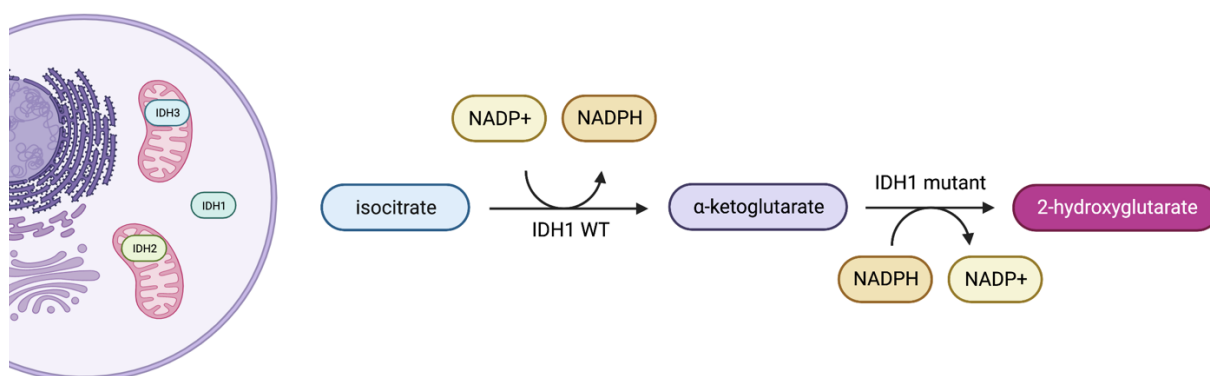 IDH3
IDH1
IDH2
NADP+
NADPH
isocitrate
IDH1 WT
α-ketoglutarate
IDH1 mutant
2-hydroxyglutarate
NADPH
NADP+